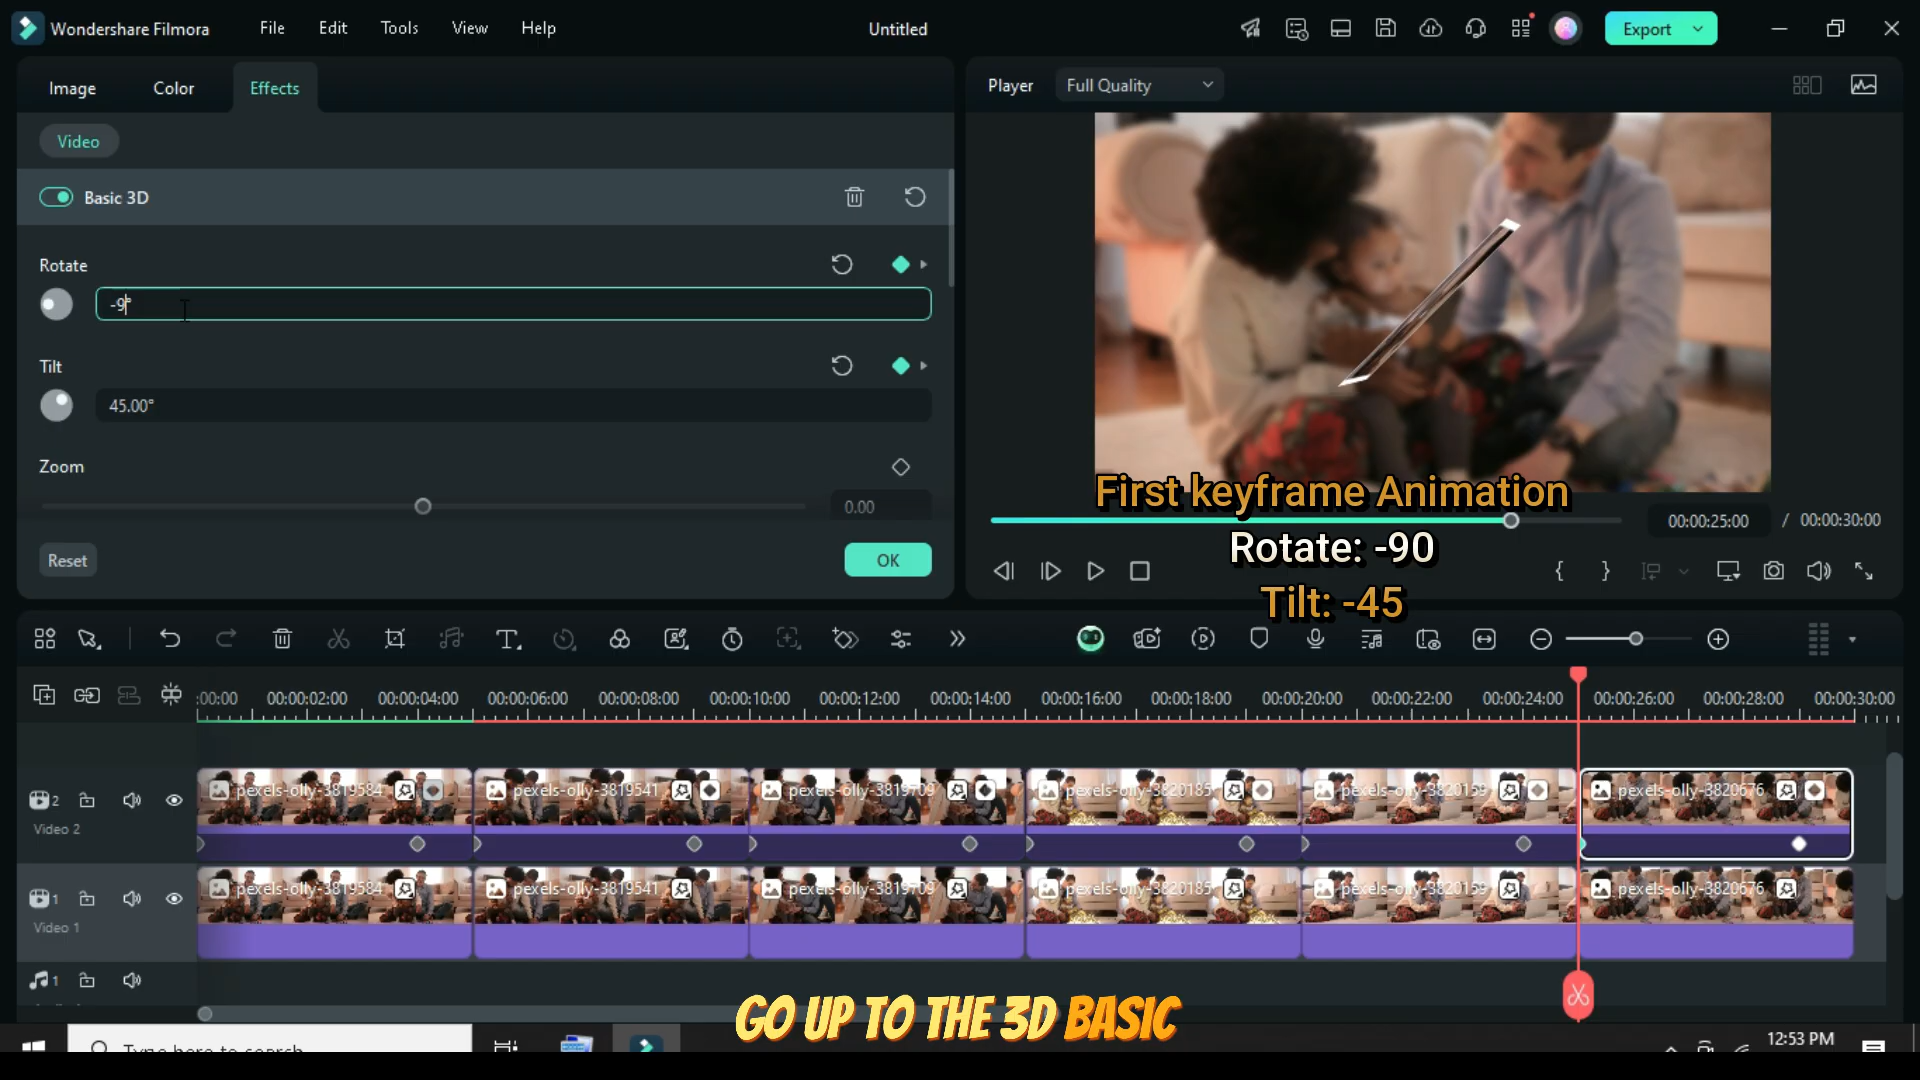 Wondershare Filmora
File
Edit
Tools
View
Help
Untitled
Export
Image
Color
Effects
Player
Full Quality
Video
Basic 3D
Rotate
-9°
Tilt
45.00°
Zoom
0.00
Reset
OK
First keyframe Animation
00:00:25:00 / 00:00:30:00
Rotate: -90
Tilt: -45
:00:00 00:00:02:00 00:00:04:00 00:00:06:00 00:00:08:00 00:00:10:00 00:00:12:00 00:00:14:00 00:00:16:00 00:00:18:00 00:00:20:00 00:00:22:00 00:00:24:00 00:00:26:00 00:00:28:00 00:00:30:00
2
pexels-olly-3819584
pexels-olly-3819541
pexels-olly-3819709
pexels-olly-3820185
pexels-olly-3820159
pexels-olly-3820676
Video 2
1
pexels-olly-3819584
pexels-olly-3819541
pexels-olly-3819709
pexels-olly-3820185
pexels-olly-3820159
pexels-olly-3820676
Video 1
1
GO UP TO THE 3D BASIC
Type here to search
12:53 PM